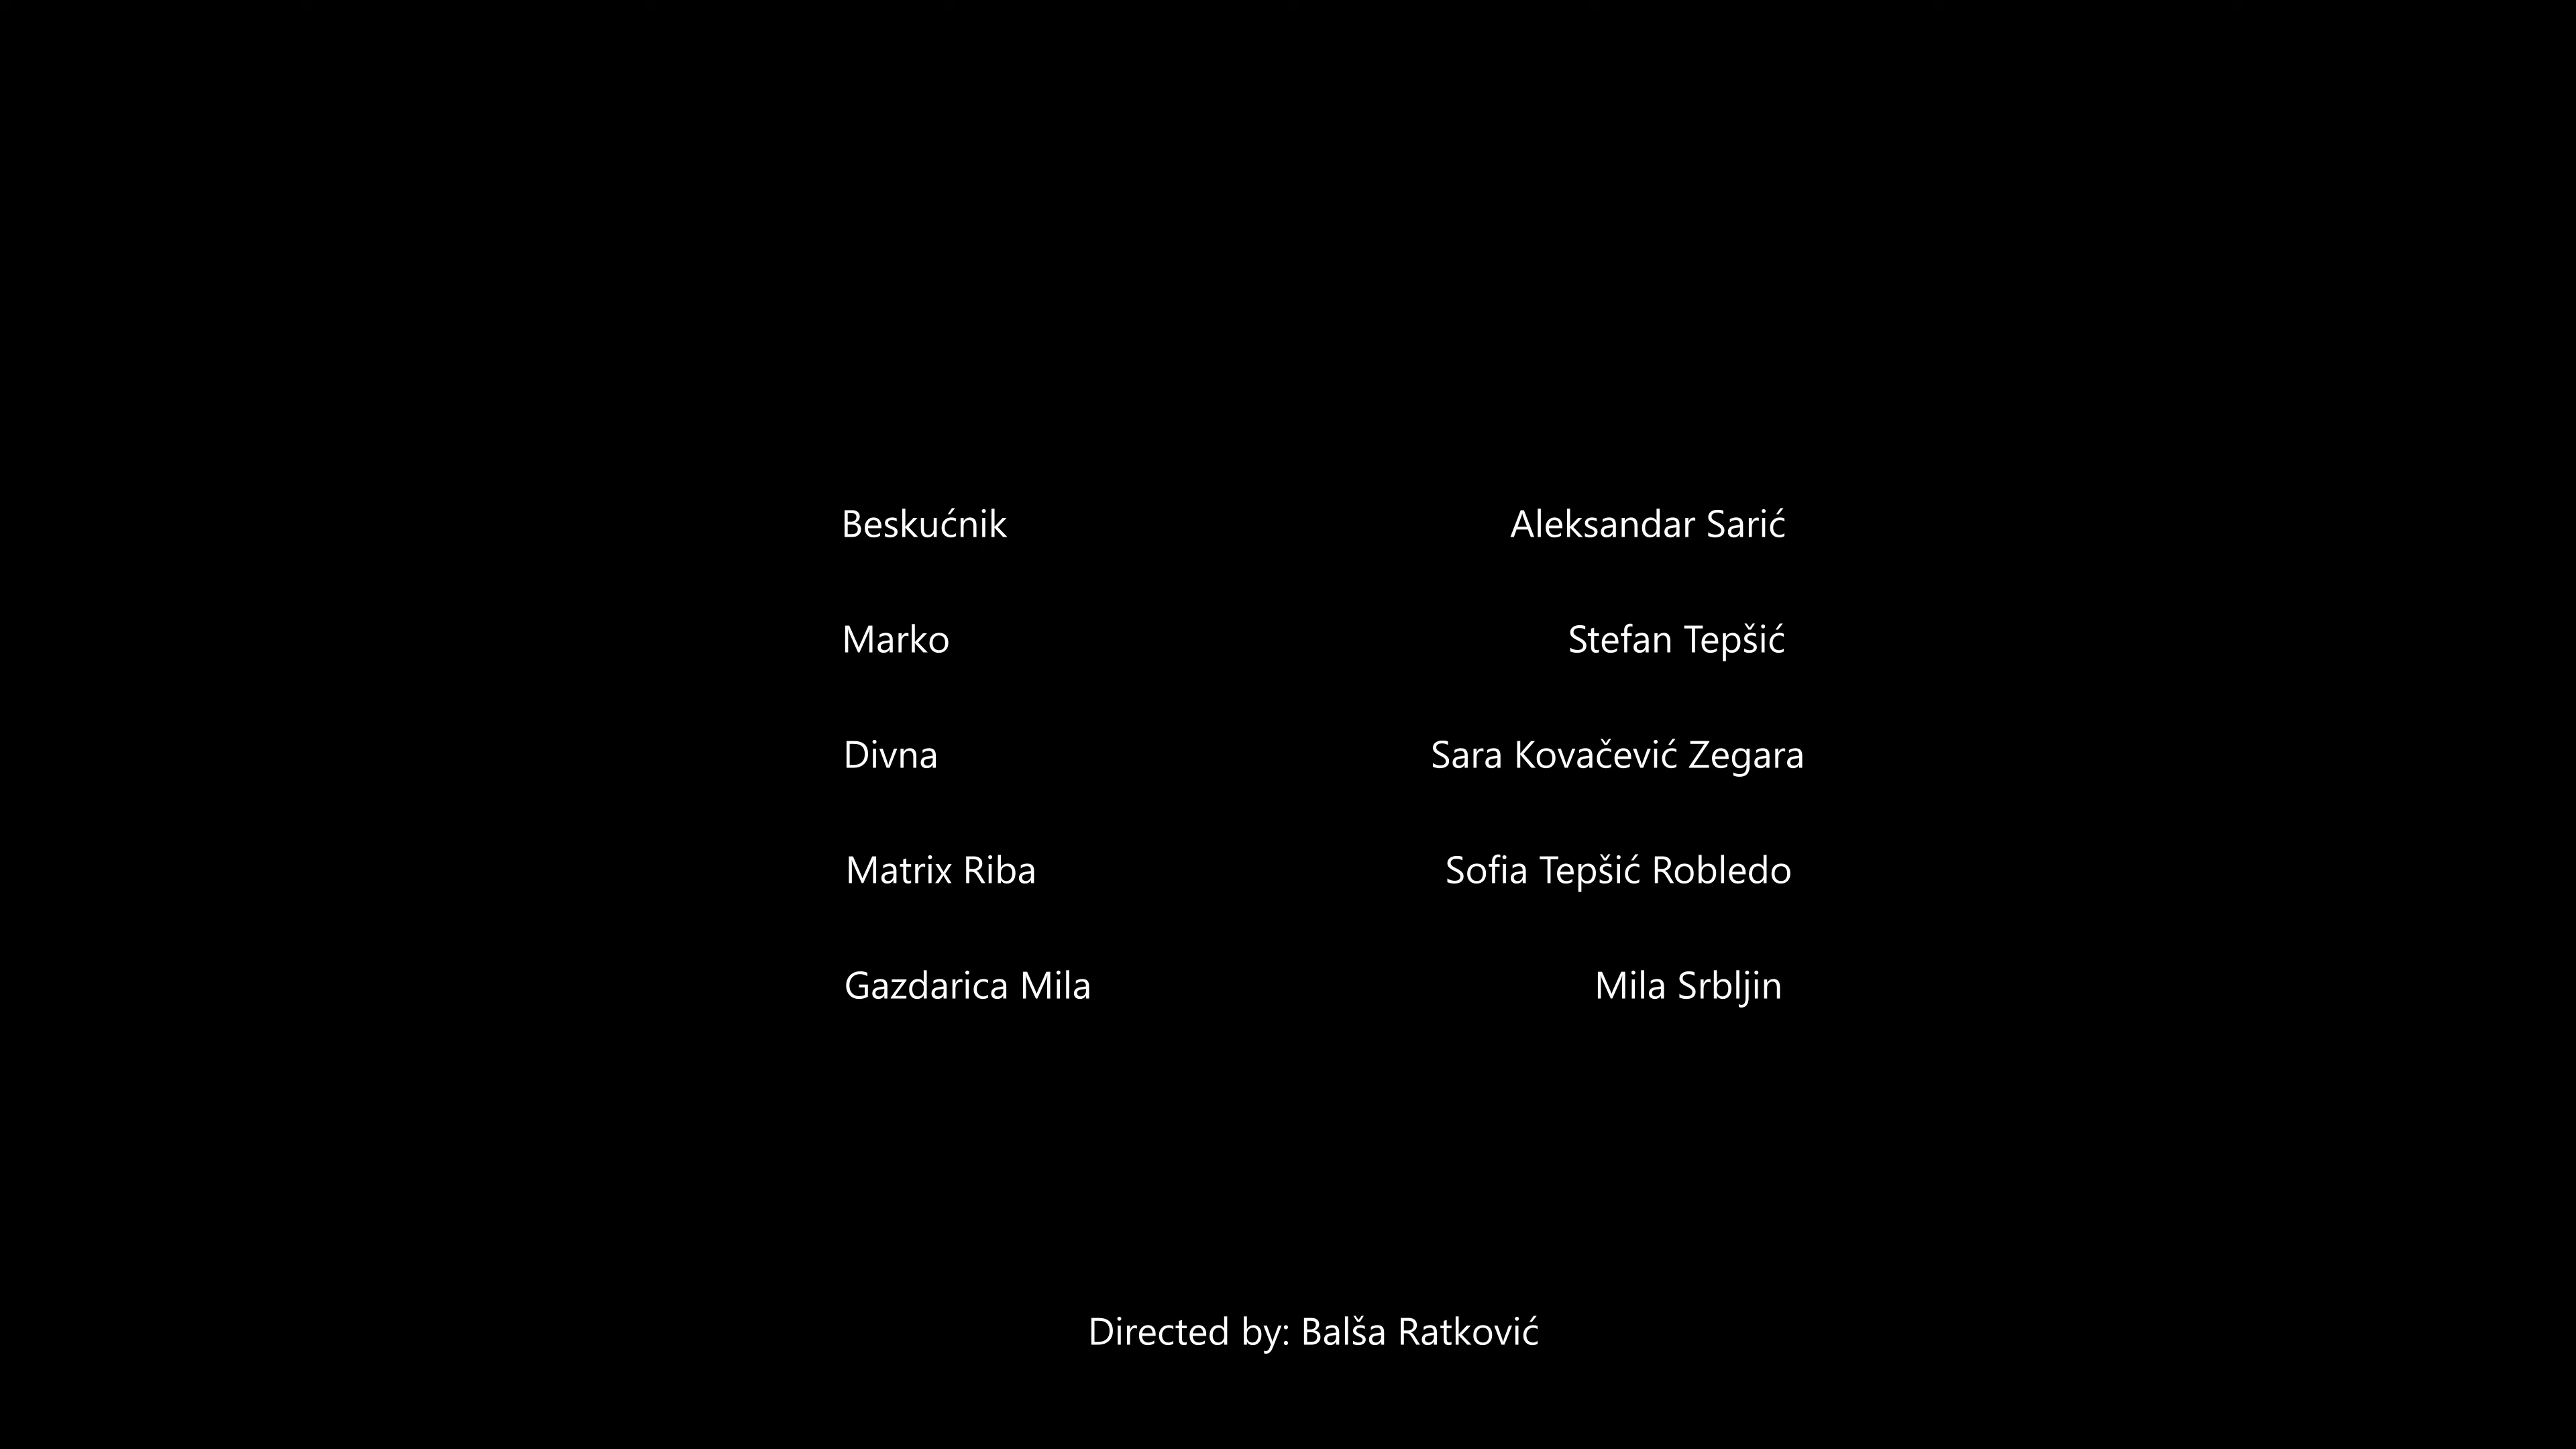 Beskućnik Aleksandar Sarić
Marko Stefan Tepšić
Divna Sara Kovačević Zegara
Matrix Riba Sofia Tepšić Robledo
Gazdarica Mila Mila Srbljin
Directed by: Balša Ratković